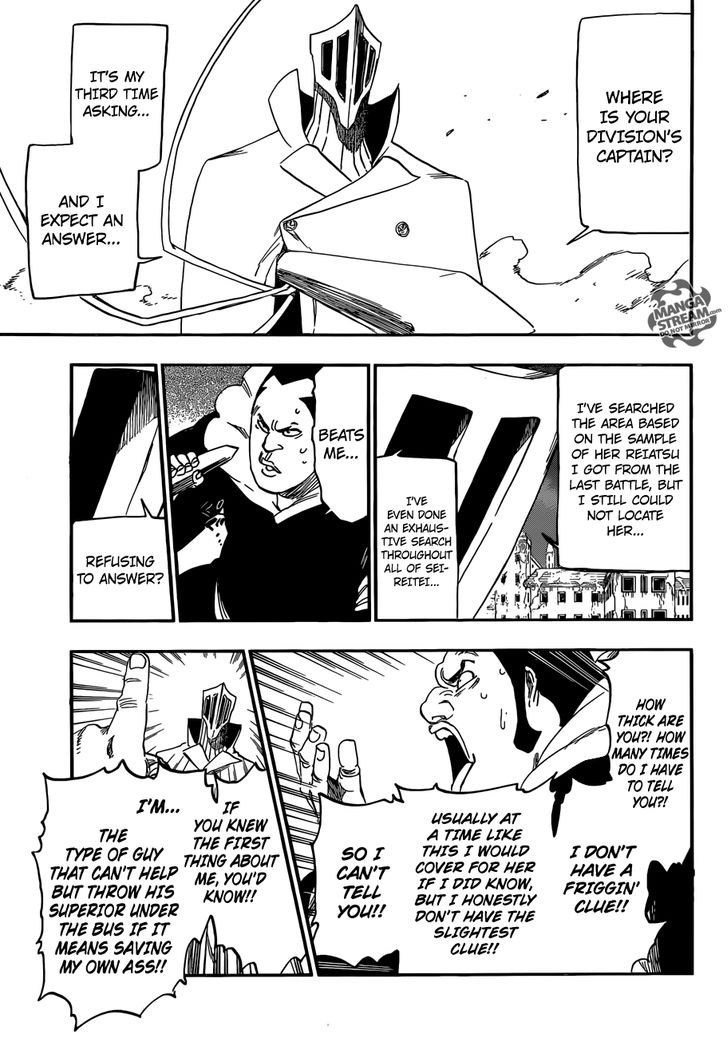 WHERE
IS YOUR
DIVISION'S
CAPTAIN?
IT'S MY
THIRD TIME
ASKING...
AND I
EXPECT AN
ANSWER...
MANGA
STREAM.com
DO NOT MIRROR
I'VE SEARCHED
THE AREA BASED
ON THE SAMPLE
OF HER REIATSU
I GOT FROM THE
LAST BATTLE, BUT
I STILL COULD
NOT LOCATE
HER...
I'VE
EVEN DONE
AN EXHAUS-
TIVE SEARCH
THROUGHOUT
ALL OF SEI-
REITEI...
BEATS
ME...
REFUSING
TO ANSWER?
HOW
THICK ARE
YOU?! HOW
MANY TIMES
DO I HAVE
TO TELL
YOU?!
I DON'T
HAVE A
FRIGGIN'
CLUE!!
USUALLY AT
A TIME LIKE
THIS I WOULD
COVER FOR HER
IF I DID KNOW,
BUT I HONESTLY
DON'T HAVE THE
SLIGHTEST
CLUE!!
SO I
CAN'T
TELL
YOU!!
IF
YOU KNEW
THE FIRST
THING ABOUT
ME, YOU'D
KNOW!!
I'M...
THE
TYPE OF GUY
THAT CAN'T HELP
BUT THROW HIS
SUPERIOR UNDER
THE BUS IF IT
MEANS SAVING
MY OWN ASS!!